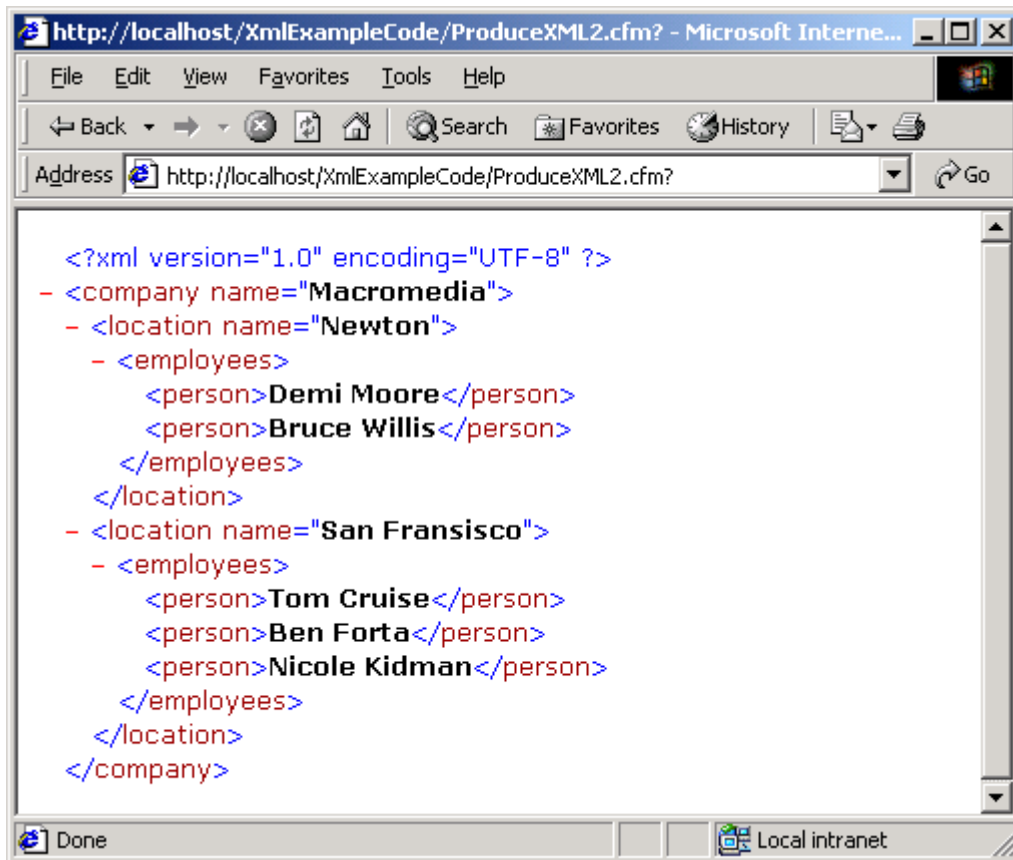 http://localhost/XmlExampleCode/ProduceXML2.cfm? - Microsoft Interne...
File Edit View Favorites Tools Help
Back Search Favorites History
Address http://localhost/XmlExampleCode/ProduceXML2.cfm? Go
<?xml version="1.0" encoding="UTF-8" ?>
- <company name="Macromedia">
- <location name="Newton">
- <employees>
<person>Demi Moore</person>
<person>Bruce Willis</person>
</employees>
</location>
- <location name="San Fransisco">
- <employees>
<person>Tom Cruise</person>
<person>Ben Forta</person>
<person>Nicole Kidman</person>
</employees>
</location>
</company>
Done Local intranet